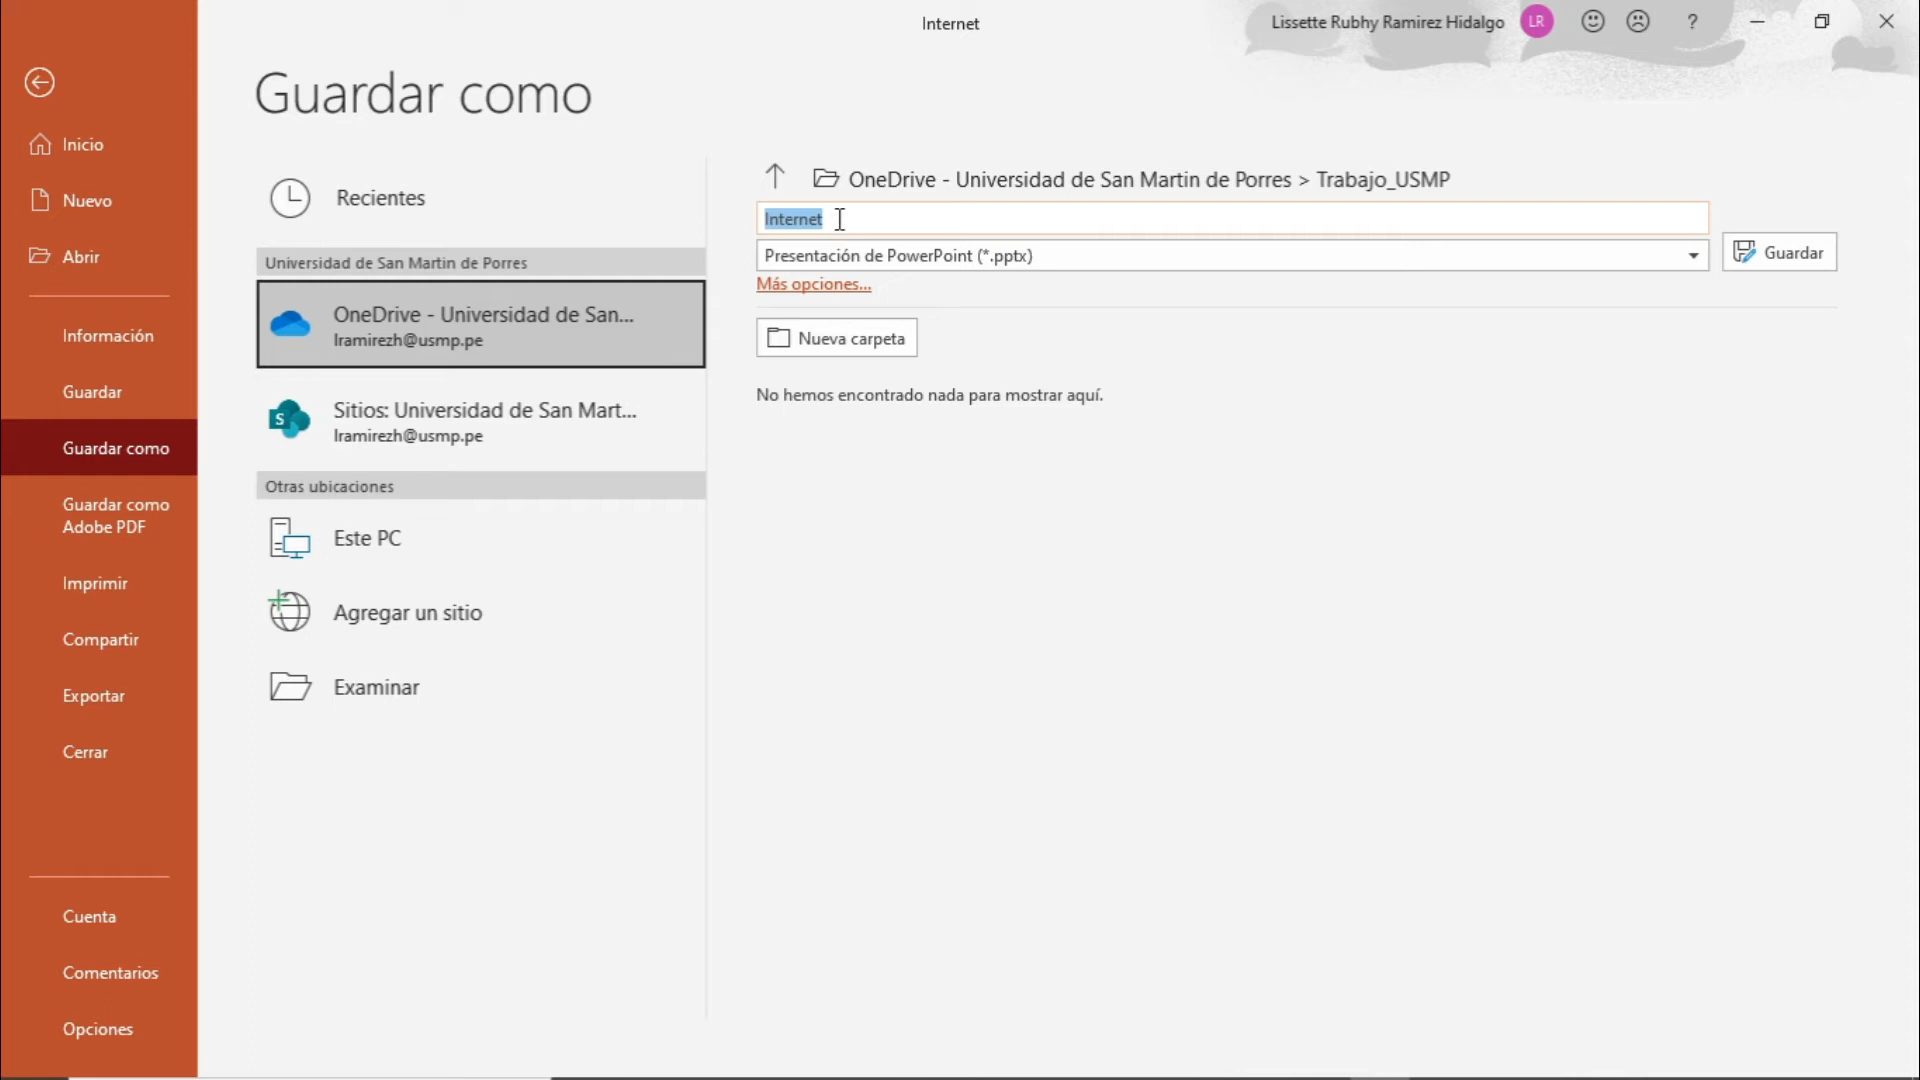 Internet
Lissette Rubhy Ramirez Hidalgo
LR
?
Guardar como
Inicio
Nuevo
Abrir
Información
Guardar
Guardar como
Guardar como
Adobe PDF
Imprimir
Compartir
Exportar
Cerrar
Cuenta
Comentarios
Opciones
Recientes
Universidad de San Martin de Porres
OneDrive - Universidad de San...
lramirezh@usmp.pe
S
Sitios: Universidad de San Mart...
lramirezh@usmp.pe
Otras ubicaciones
Este PC
Agregar un sitio
Examinar
OneDrive - Universidad de San Martin de Porres > Trabajo_USMP
Internet
Presentación de PowerPoint (*.pptx)
Guardar
Más opciones...
Nueva carpeta
No hemos encontrado nada para mostrar aquí.